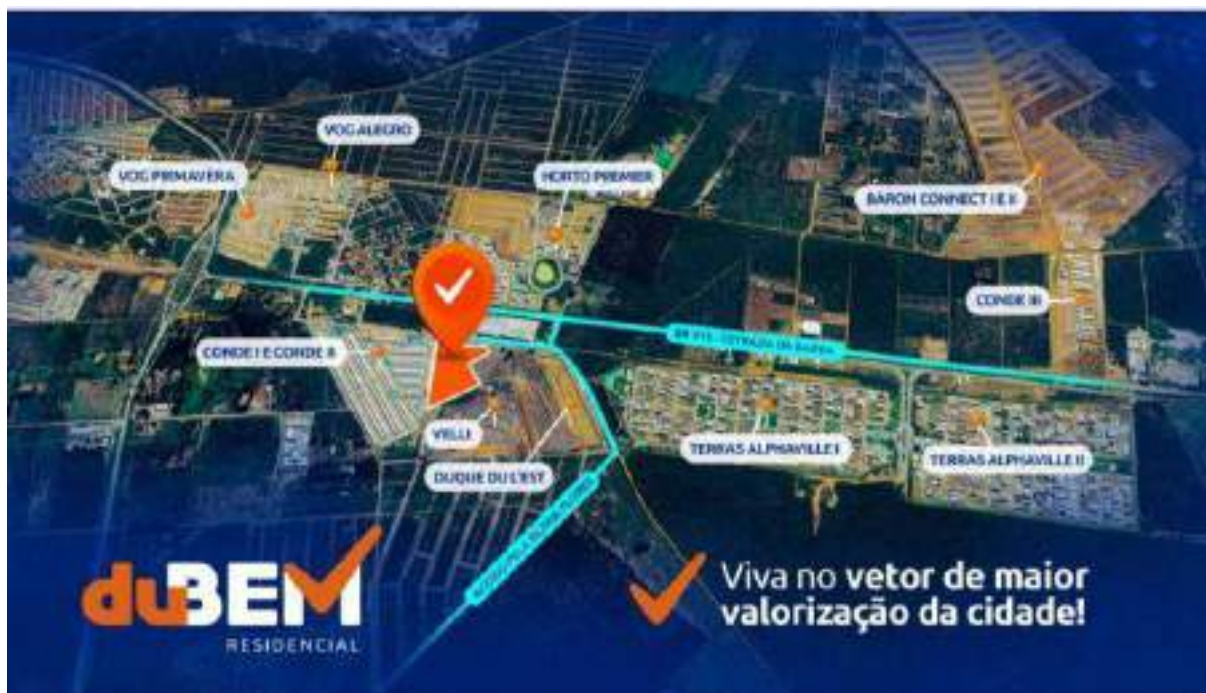 VOG ALEGRO
VOG PRIMAVERA
HORTO PREMIER
BARON CONNECT I E II
CONDE III
CONDE I E CONDE II
VELLE
DUQUE DU L'EST
TERRAS ALPHAVILLE I
TERRAS ALPHAVILLE II
duBEM
RESIDENCIAL
Viva no vetor de maior
valorização da cidade!